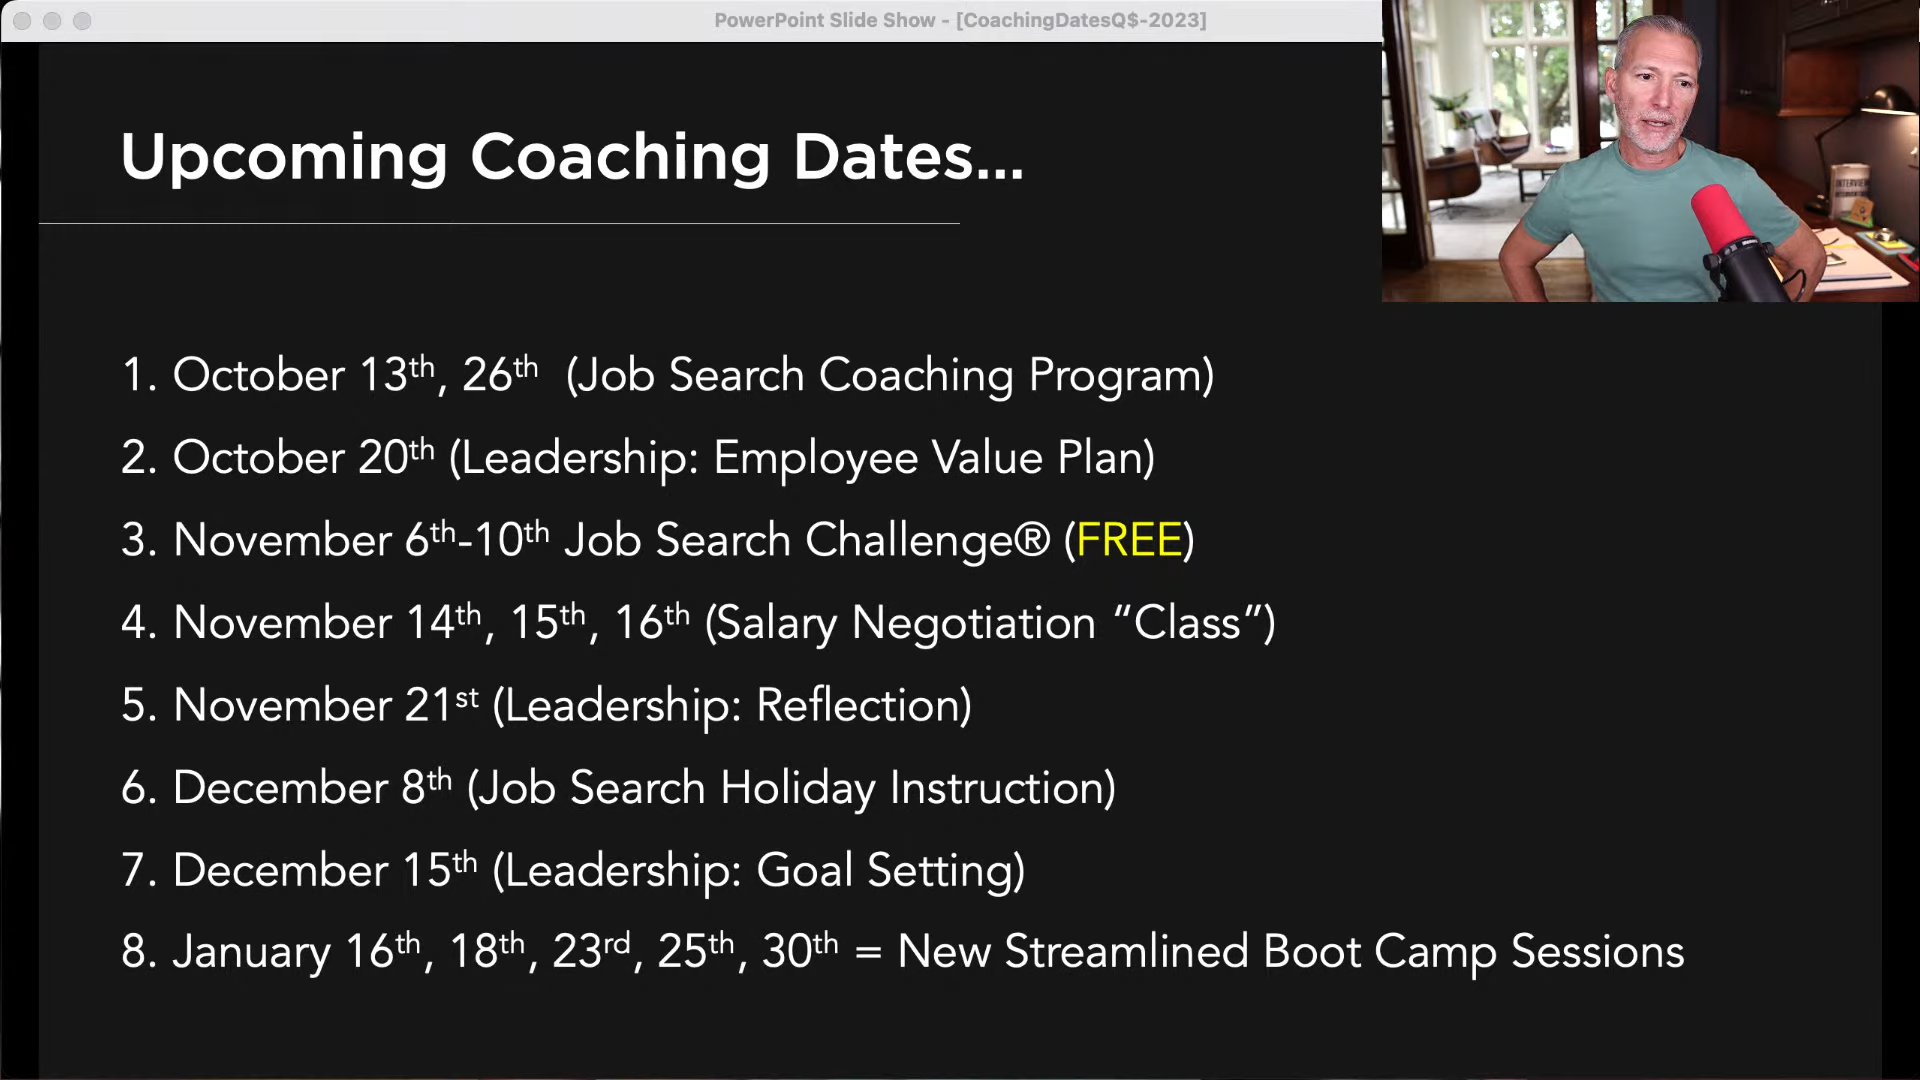 PowerPoint Slide Show - [CoachingDatesQ$-2023]
Upcoming Coaching Dates...
1. October 13th, 26th (Job Search Coaching Program)
2. October 20th (Leadership: Employee Value Plan)
3. November 6th-10th Job Search Challenge® (FREE)
4. November 14th, 15th, 16th (Salary Negotiation “Class”)
5. November 21st (Leadership: Reflection)
6. December 8th (Job Search Holiday Instruction)
7. December 15th (Leadership: Goal Setting)
8. January 16th, 18th, 23rd, 25th, 30th = New Streamlined Boot Camp Sessions
INTERVIEW